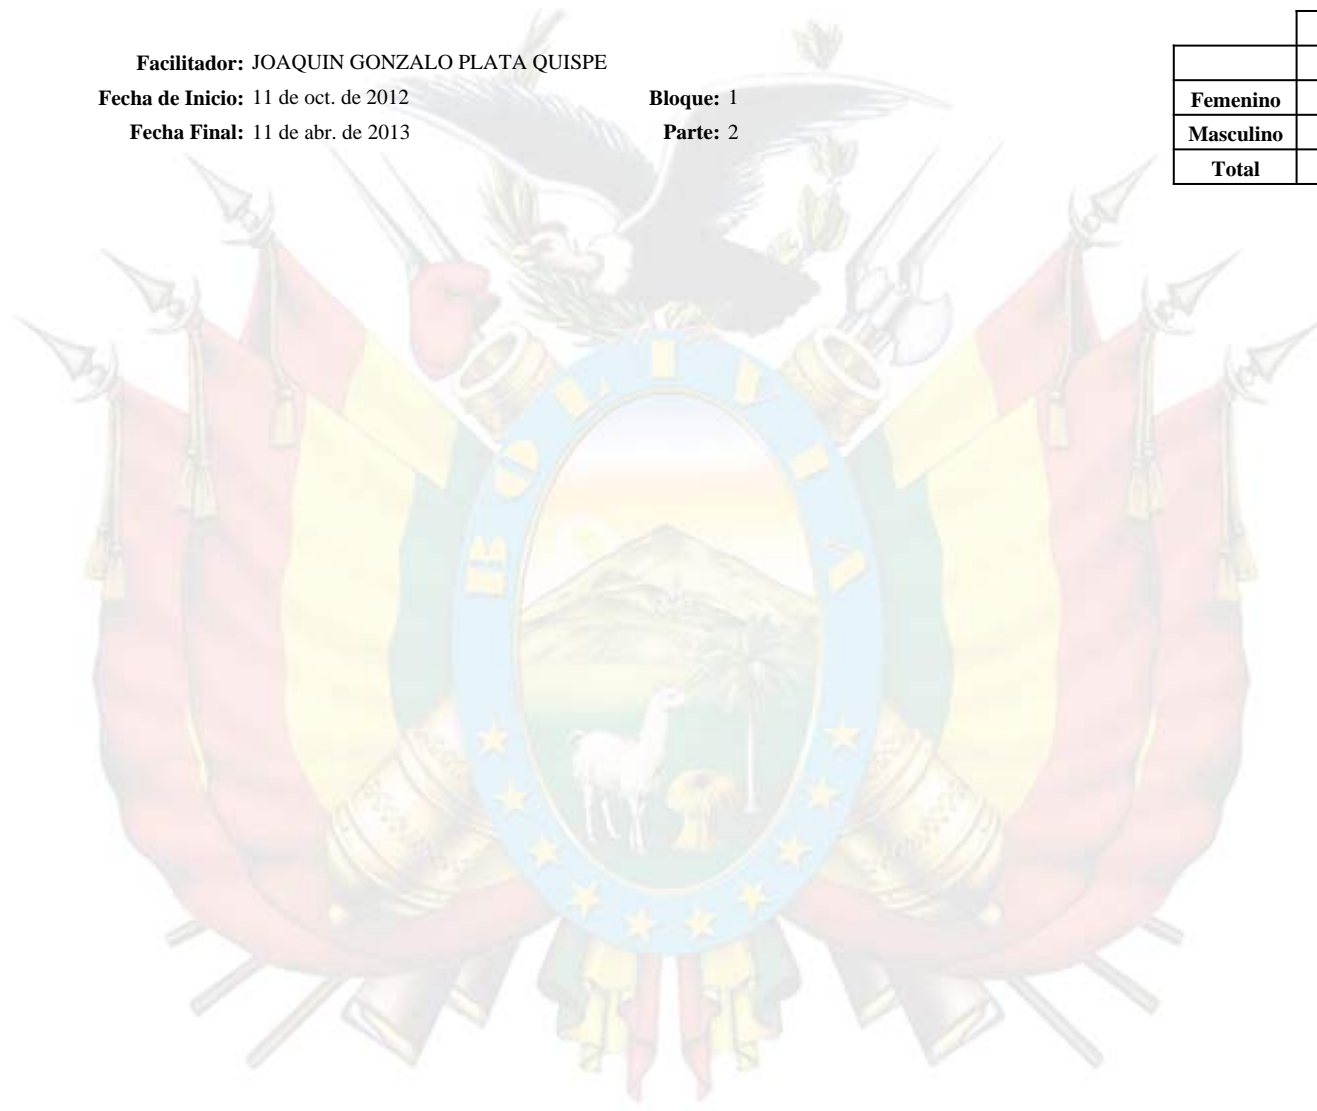 Facilitador: JOAQUIN GONZALO PLATA QUISPE
Fecha de Inicio: 11 de oct. de 2012 Bloque: 1
Fecha Final: 11 de abr. de 2013 Parte: 2
Femenino
Masculino
Total
BOLIVIA